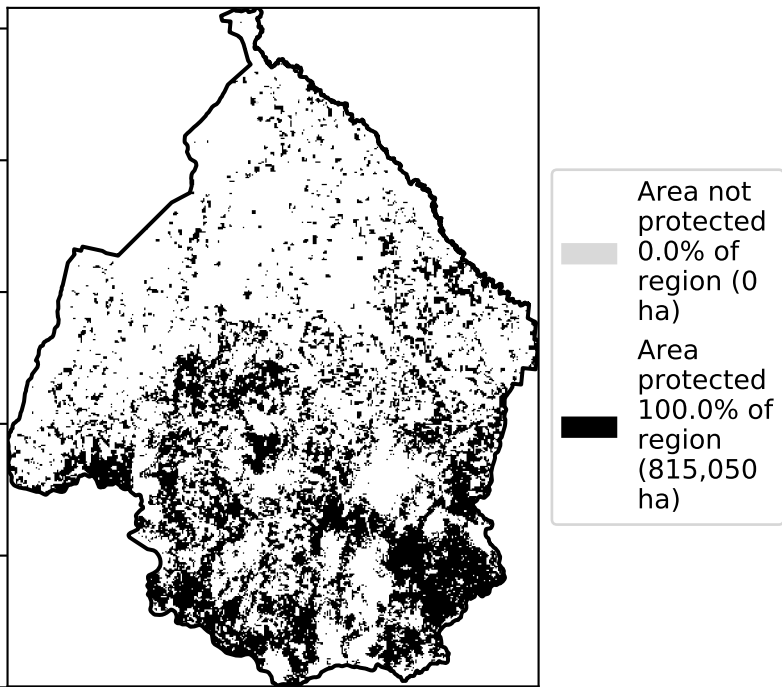 Area not
protected
0.0% of
region (0
ha)
Area
protected
100.0% of
region
(815,050
ha)